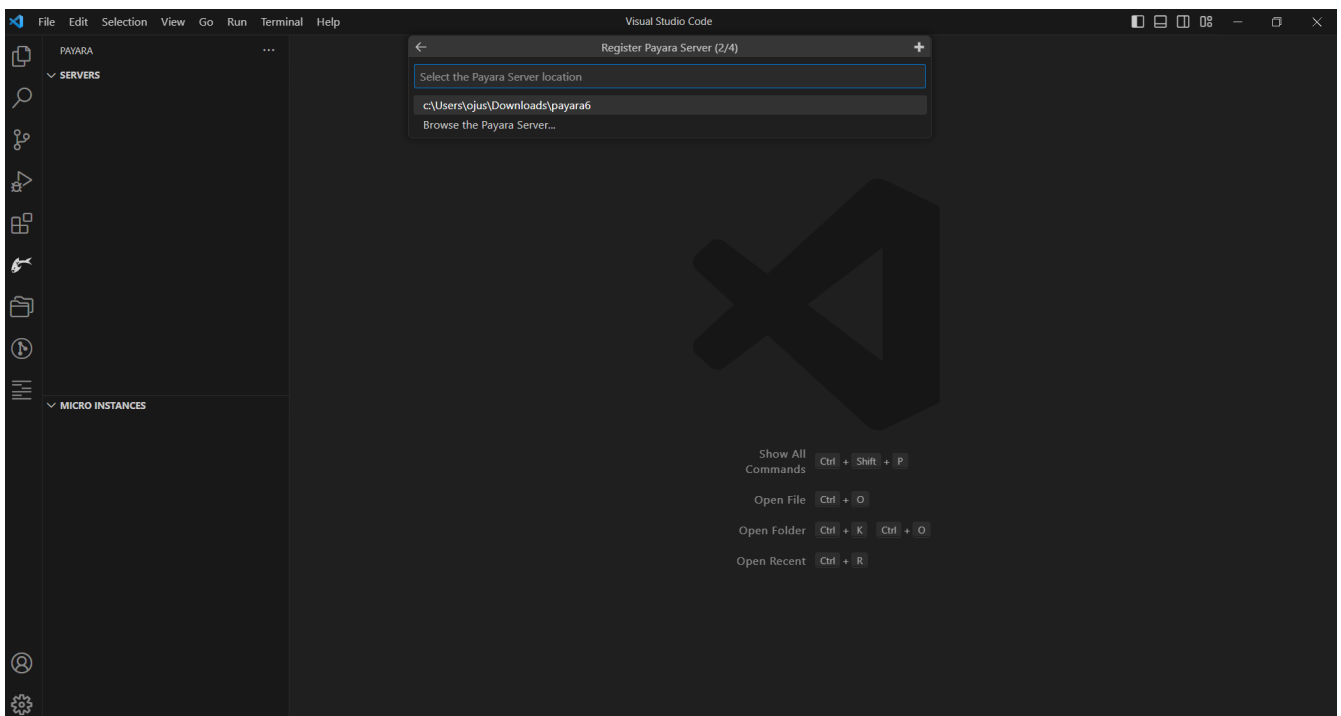 File Edit Selection View Go Run Terminal Help
Visual Studio Code
PAYARA
SERVERS
MICRO INSTANCES
Register Payara Server (2/4)
Select the Payara Server location
c:\Users\ojus\Downloads\payara6
Browse the Payara Server...
Show All
Commands Ctrl + Shift + P
Open File Ctrl + O
Open Folder Ctrl + K Ctrl + O
Open Recent Ctrl + R